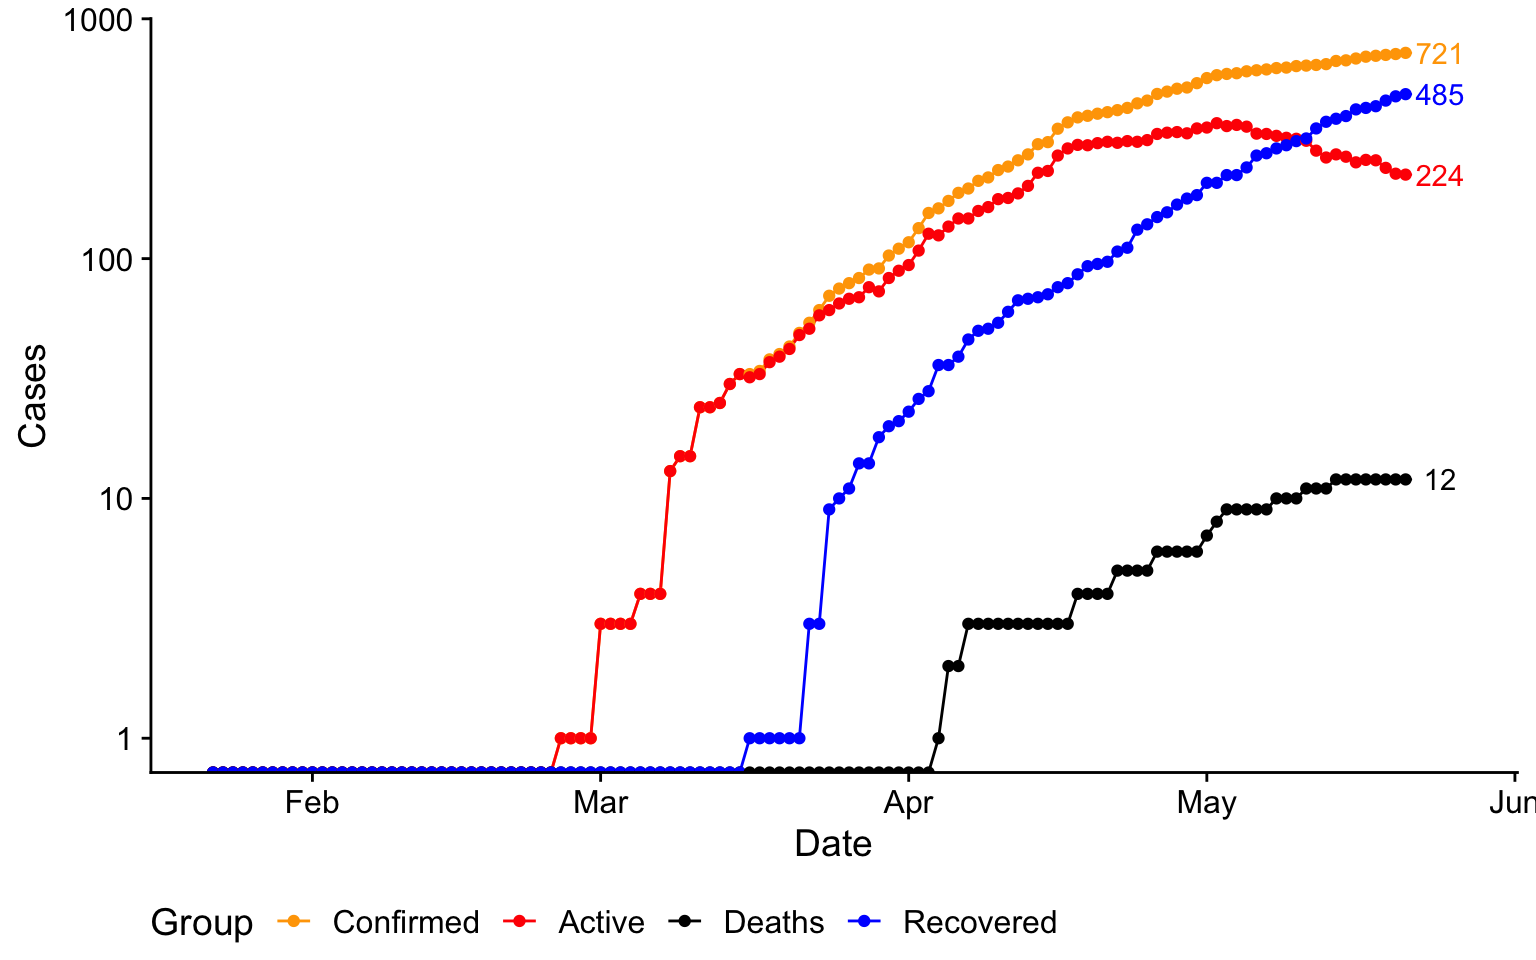 1000
721
485
224
100
Cases
12
10
1
Feb Mar Apr May Jun
Date
Group Confirmed Active Deaths Recovered